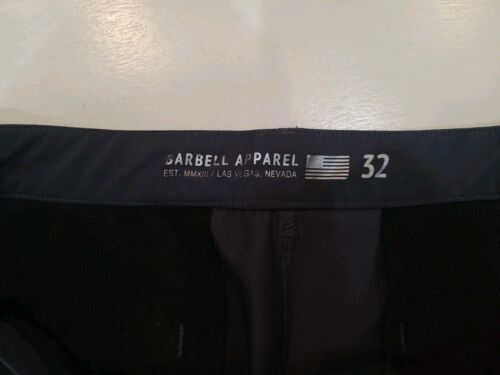 BARBELL APPAREL
EST. MMXIII / LAS VEGAS, NEVADA
32